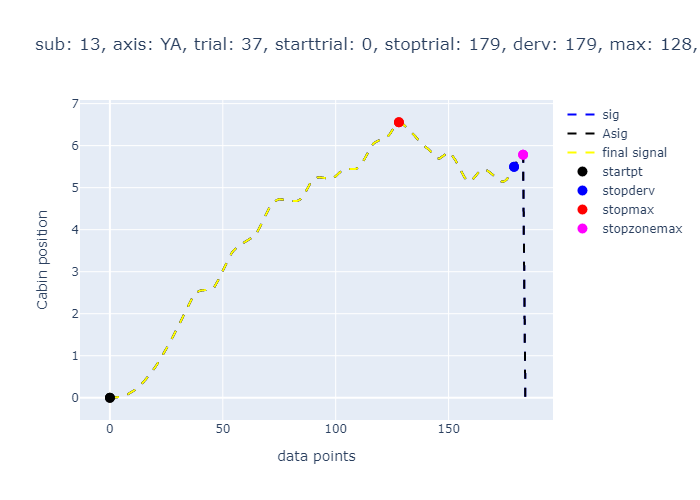 sub: 13, axis: YA, trial: 37, starttrial: 0, stoptrial: 179, derv: 179, max: 128,
7
6
5
4
3
2
1
0
Cabin position
0 50 100 150
data points
sig
Asig
final signal
startpt
stopderv
stopmax
stopzonemax